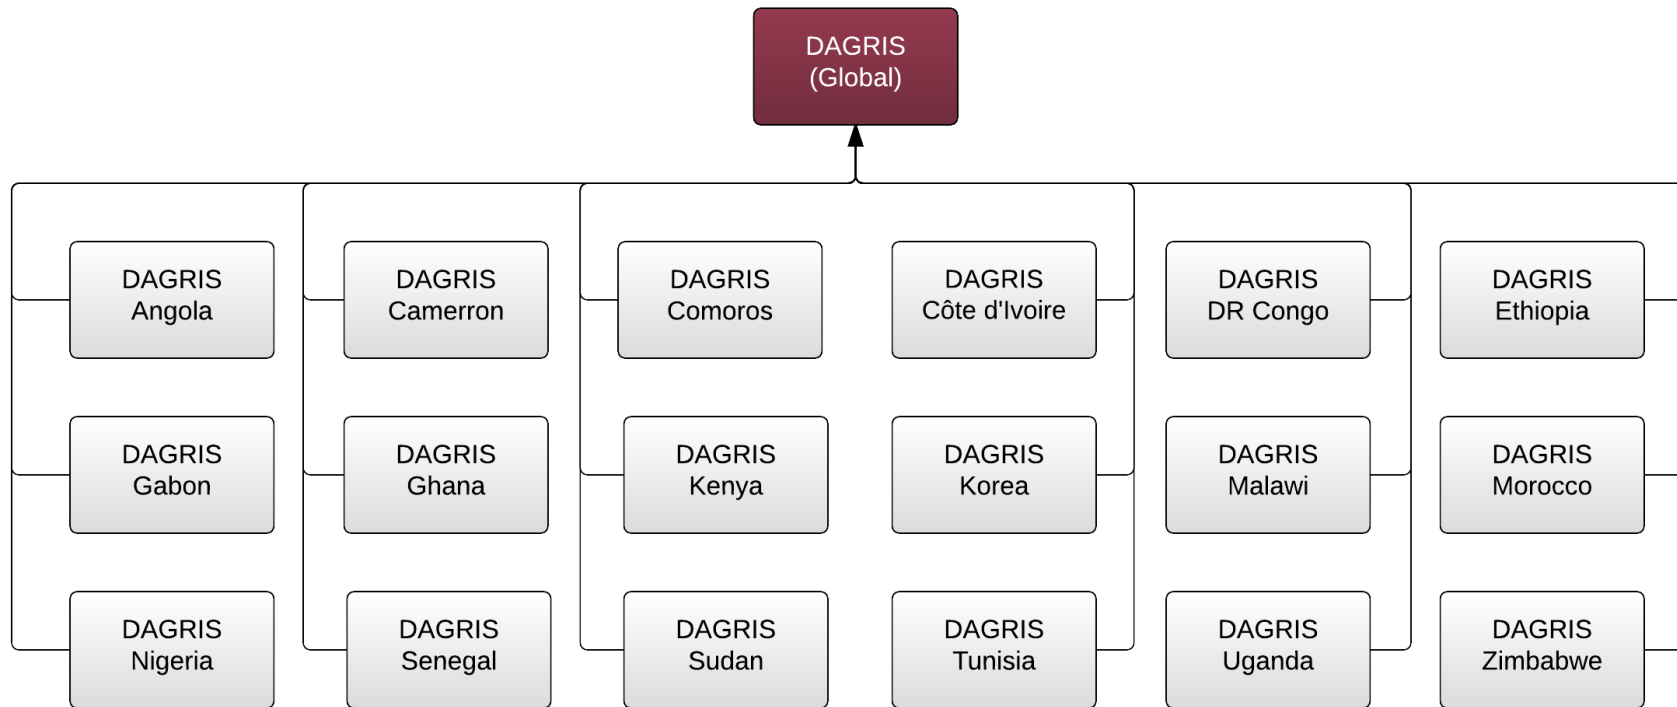 DAGRIS
(Global)
DAGRIS
Angola
DAGRIS
Camerron
DAGRIS
Comoros
DAGRIS
Côte d'Ivoire
DAGRIS
DR Congo
DAGRIS
Ethiopia
DAGRIS
Gabon
DAGRIS
Ghana
DAGRIS
Kenya
DAGRIS
Korea
DAGRIS
Malawi
DAGRIS
Morocco
DAGRIS
Nigeria
DAGRIS
Senegal
DAGRIS
Sudan
DAGRIS
Tunisia
DAGRIS
Uganda
DAGRIS
Zimbabwe